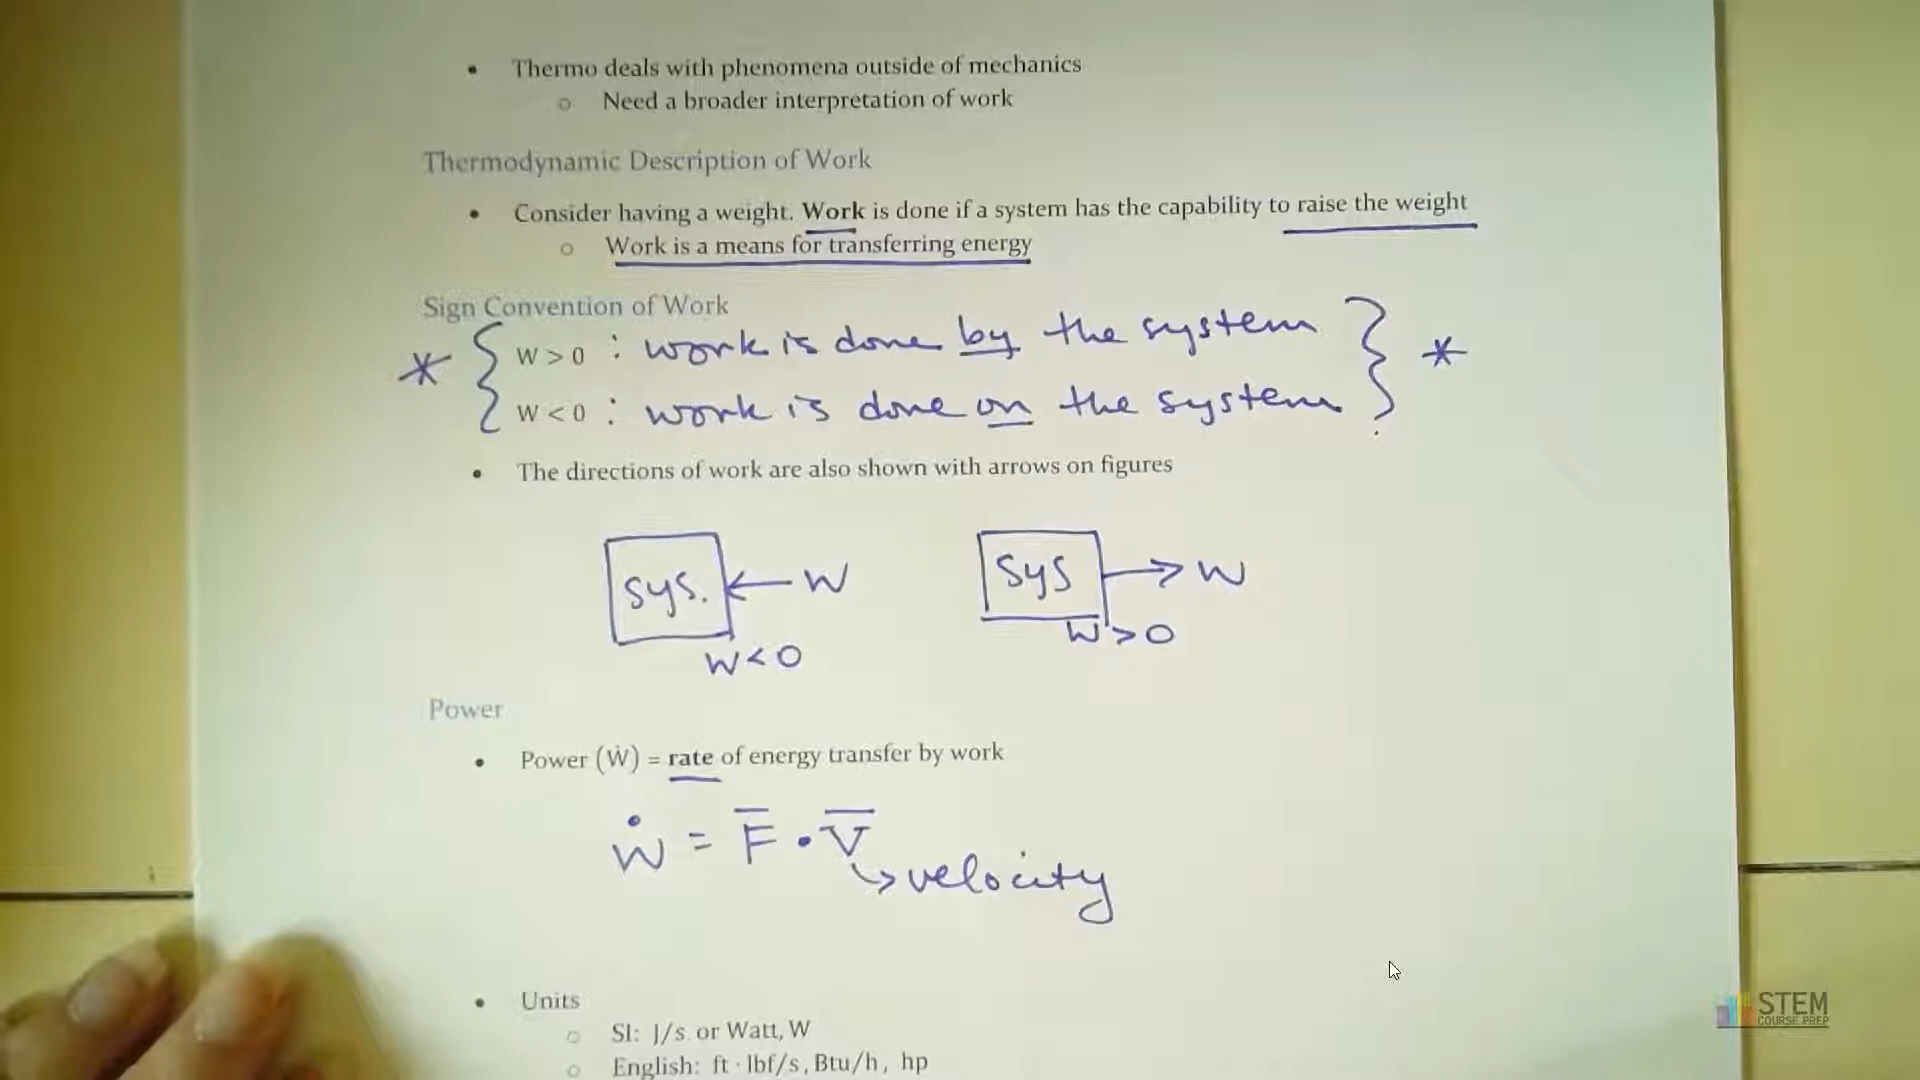 • Thermo deals with phenomena outside of mechanics
○ Need a broader interpretation of work
Thermodynamic Description of Work
• Consider having a weight. Work is done if a system has the capability to raise the weight
○ Work is a means for transferring energy
Sign Convention of Work
* { W > 0 : work is done by the system } *
W < 0 : work is done on the system
• The directions of work are also shown with arrows on figures
sys. ← W
W<0
sys → W
W>0
Power
• Power (Ẇ) = rate of energy transfer by work
Ẇ = F̅ • V̅
↳ velocity
• Units
○ SI: J/s or Watt, W
○ English: ft · lbf/s, Btu/h, hp
STEM
COURSE PREP